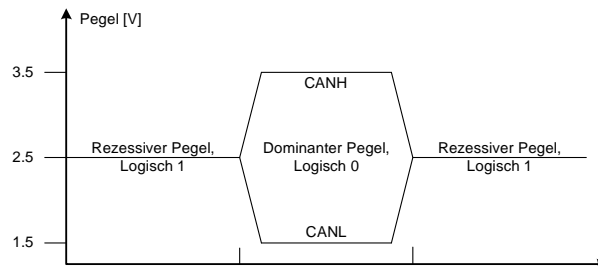 Pegel [V]
3.5
CANH
Rezessiver Pegel,
Logisch 1
Dominanter Pegel,
Logisch 0
Rezessiver Pegel,
Logisch 1
2.5
CANL
1.5